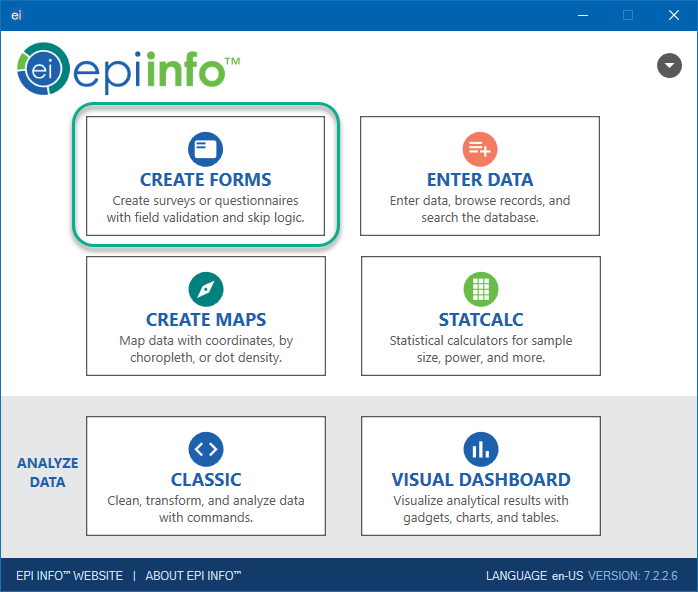 ei
ei epi info™
CREATE FORMS
Create surveys or questionnaires
with field validation and skip logic.
ENTER DATA
Enter data, browse records, and
search the database.
CREATE MAPS
Map data with coordinates, by
choropleth, or dot density.
STATCALC
Statistical calculators for sample
size, power, and more.
ANALYZE
DATA
CLASSIC
Clean, transform, and analyze data
with commands.
VISUAL DASHBOARD
Visualize analytical results with
gadgets, charts, and tables.
EPI INFO™ WEBSITE | ABOUT EPI INFO™ LANGUAGE en-US VERSION: 7.2.2.6